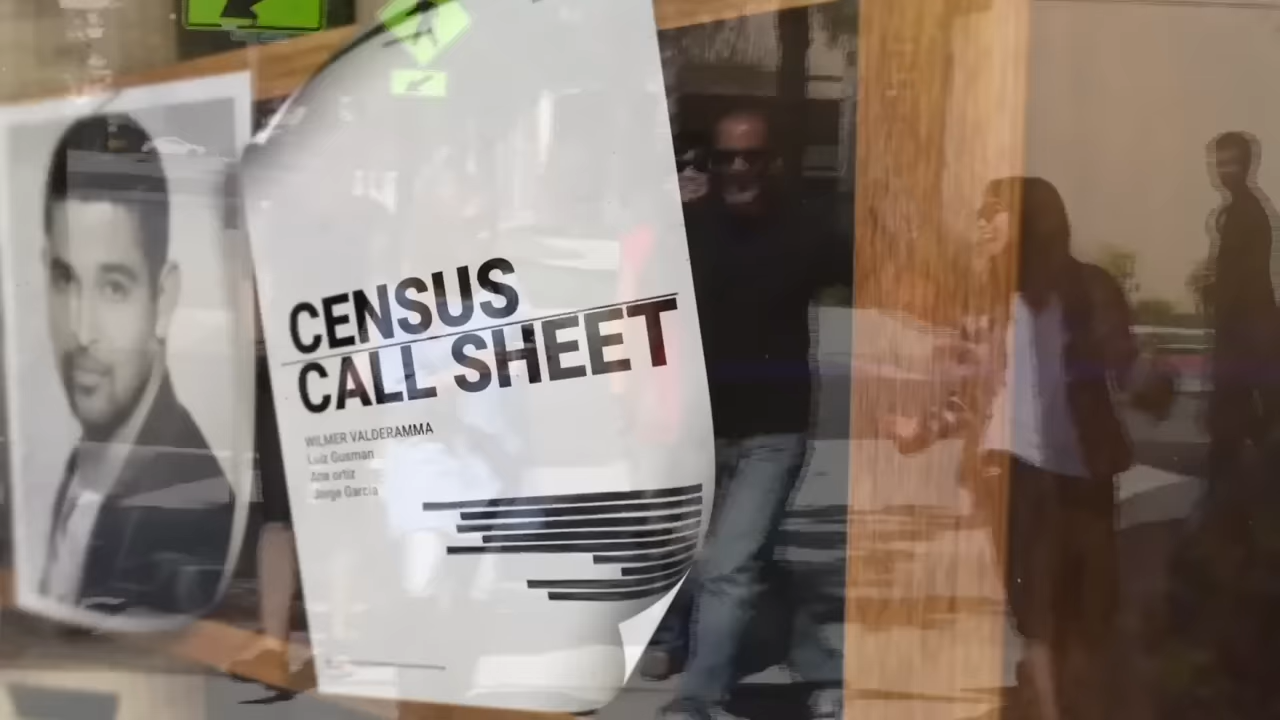 CENSUS
CALL SHEET
WILMER VALDERAMMA
Luiz Gusman
Ana ortiz
Jorge Garcia